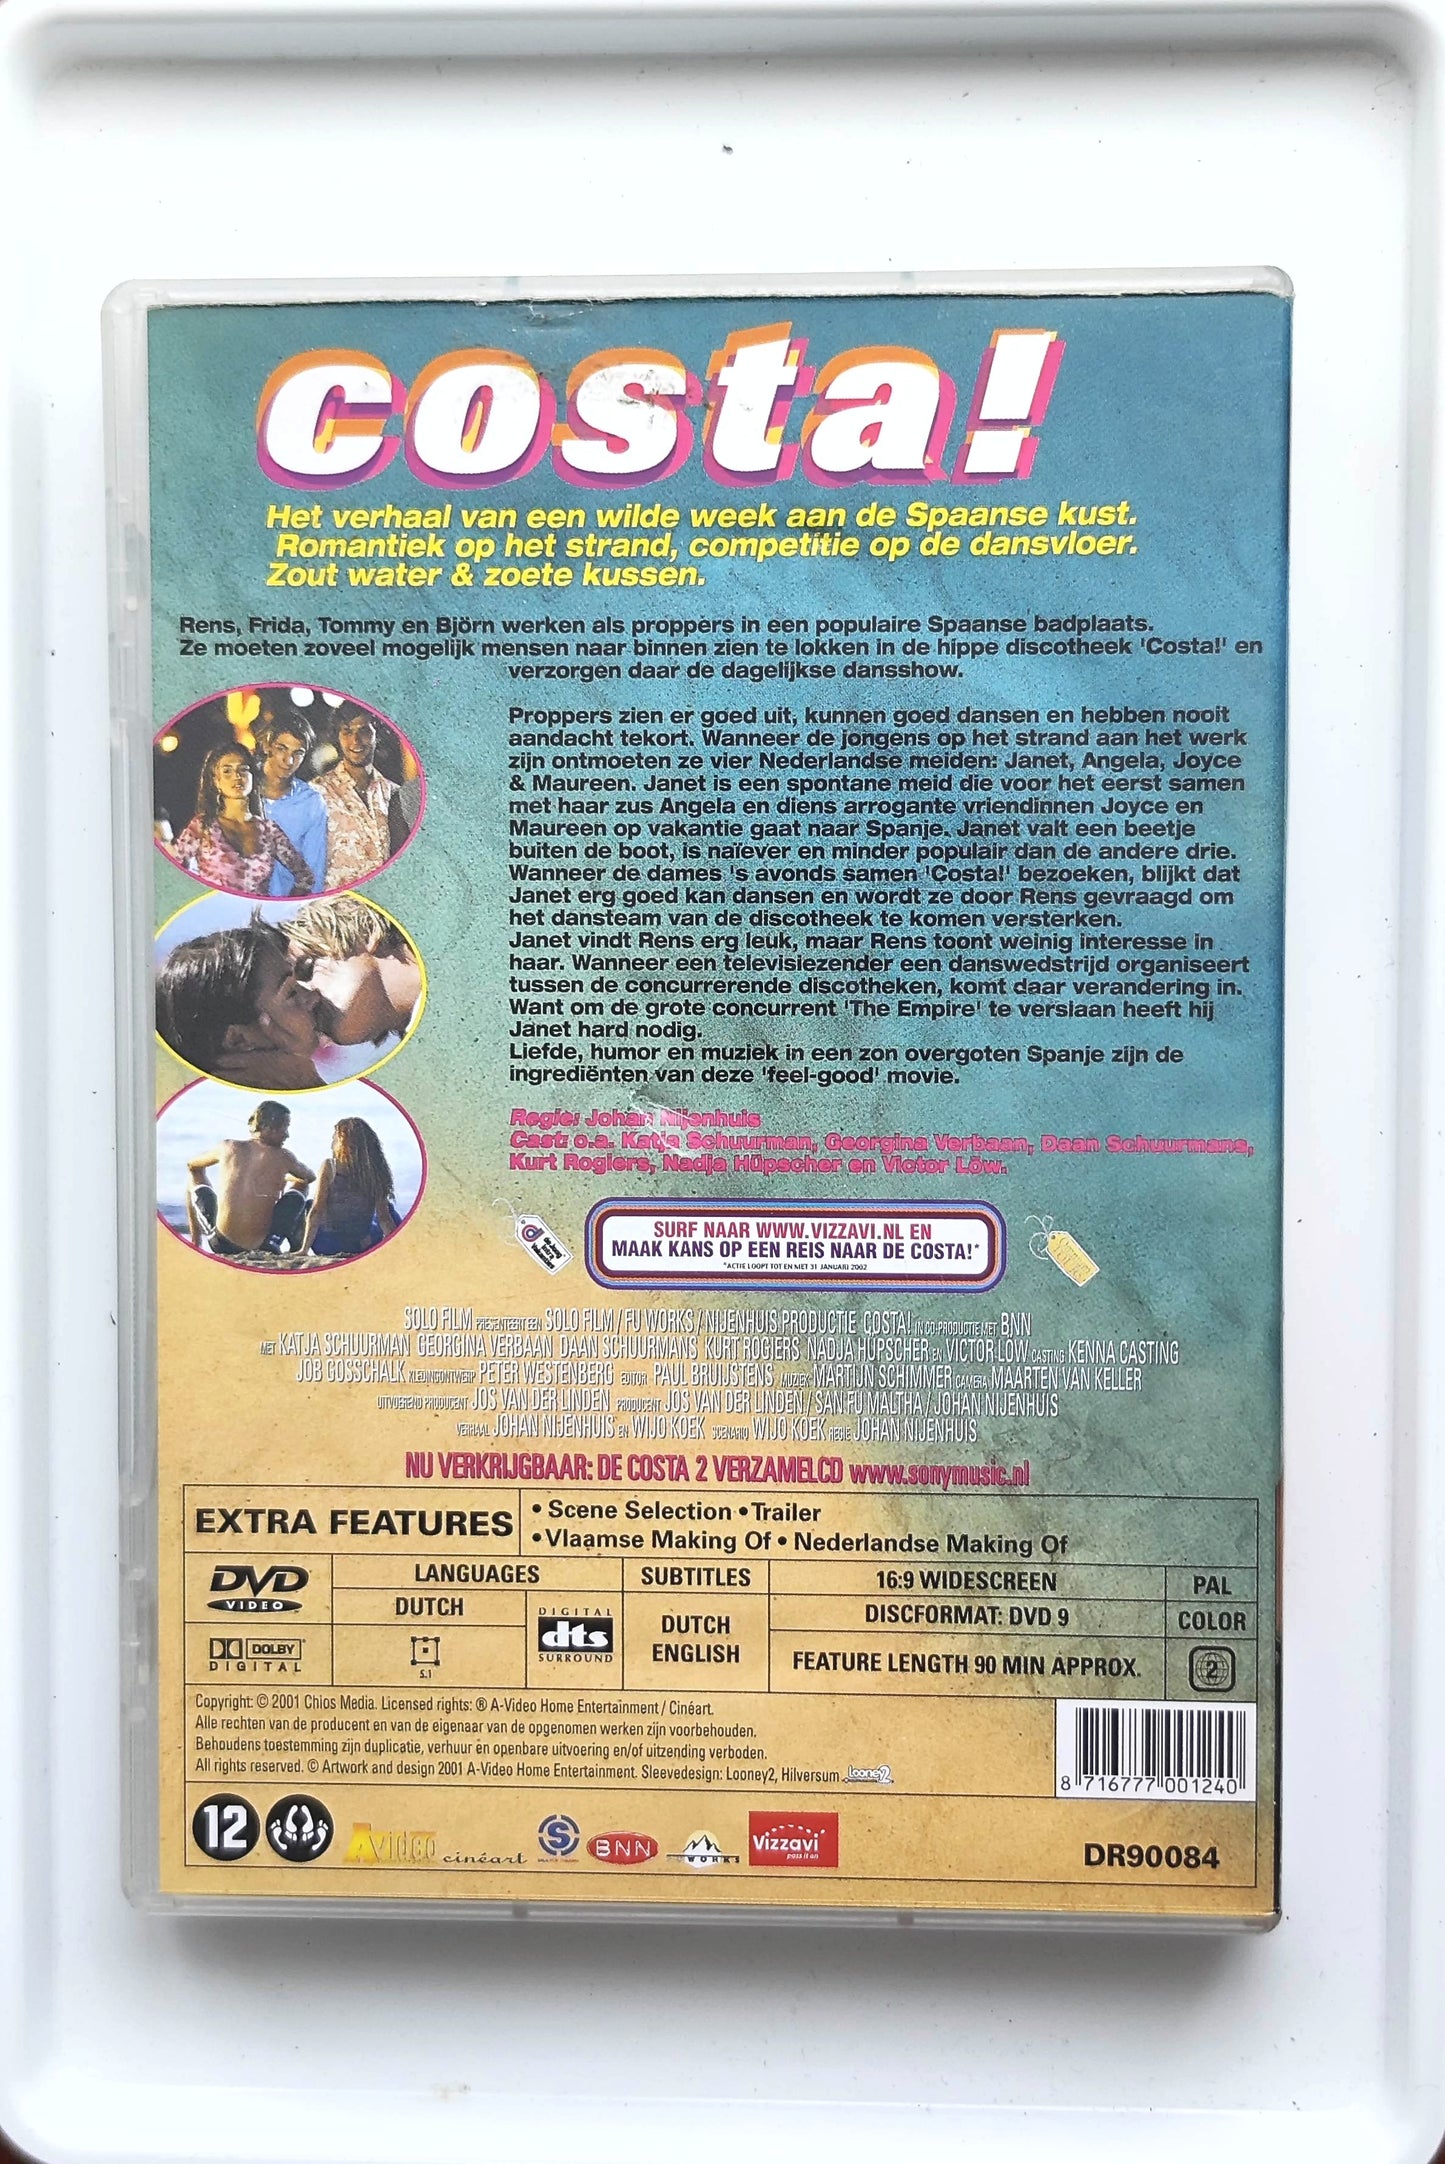 costa!
Het verhaal van een wilde week aan de Spaanse kust.
Romantiek op het strand, competitie op de dansvloer.
Zout water & zoete kussen.
Rens, Frida, Tommy en Björn werken als proppers in een populaire Spaanse badplaats.
Ze moeten zoveel mogelijk mensen naar binnen zien te lokken in de hippe discotheek 'Costa!' en
verzorgen daar de dagelijkse dansshow.
Proppers zien er goed uit, kunnen goed dansen en hebben nooit
aandacht tekort. Wanneer de jongens op het strand aan het werk
zijn ontmoeten ze vier Nederlandse meiden: Janet, Angela, Joyce
& Maureen. Janet is een spontane meid die voor het eerst samen
met haar zus Angela en diens arrogante vriendinnen Joyce en
Maureen op vakantie gaat naar Spanje. Janet valt een beetje
buiten de boot, is naïever en minder populair dan de andere drie.
Wanneer de dames 's avonds samen 'Costa!' bezoeken, blijkt dat
Janet erg goed kan dansen en wordt ze door Rens gevraagd om
het dansteam van de discotheek te komen versterken.
Janet vindt Rens erg leuk, maar Rens toont weinig interesse in
haar. Wanneer een televisiezender een danswedstrijd organiseert
tussen de concurrerende discotheken, komt daar verandering in.
Want om de grote concurrent 'The Empire' te verslaan heeft hij
Janet hard nodig.
Liefde, humor en muziek in een zon overgoten Spanje zijn de
ingrediënten van deze 'feel-good' movie.
Regie: Johan Nijenhuis
Cast: o.a. Katja Schuurman, Georgina Verbaan, Daan Schuurmans,
Kurt Rogiers, Nadja Hüpscher en Victor Löw.
SURF NAAR WWW.VIZZAVI.NL EN
MAAK KANS OP EEN REIS NAAR DE COSTA!*
*ACTIE LOOPT TOT EN MET 31 JANUARI 2002
SOLO FILM PRESENTEERT EEN SOLO FILM / FU WORKS / NIJENHUIS PRODUCTIE COSTA! IN CO-PRODUCTIE MET BNN
MET KATJA SCHUURMAN GEORGINA VERBAAN DAAN SCHUURMANS KURT ROGIERS NADJA HÜPSCHER EN VICTOR LÖW CASTING KENNA CASTING
JOB GOSSCHALK KLEDINGONTWERP PETER WESTENBERG EDITOR PAUL BRUIJSTENS MUZIEK MARTIJN SCHIMMER CAMERA MAARTEN VAN KELLER
UITVOEREND PRODUCENT JOS VAN DER LINDEN PRODUCENT JOS VAN DER LINDEN / SAN FU MALTHA / JOHAN NIJENHUIS
VERHAAL JOHAN NIJENHUIS EN WIJO KOEK SCENARIO WIJO KOEK REGIE JOHAN NIJENHUIS
NU VERKRIJGBAAR: DE COSTA 2 VERZAMELCD www.sonymusic.nl
EXTRA FEATURES
• Scene Selection • Trailer
• Vlaamse Making Of • Nederlandse Making Of
DVD VIDEO
LANGUAGES
SUBTITLES
16:9 WIDESCREEN
PAL
DUTCH
DIGITAL dts SURROUND
DUTCH
ENGLISH
DISCFORMAT: DVD 9
COLOR
DOLBY DIGITAL
5.1
FEATURE LENGTH 90 MIN APPROX.
2
Copyright: © 2001 Chios Media. Licensed rights: ® A-Video Home Entertainment / Cinéart.
Alle rechten van de producent en van de eigenaar van de opgenomen werken zijn voorbehouden.
Behoudens toestemming zijn duplicatie, verhuur en openbare uitvoering en/of uitzending verboden.
All rights reserved. © Artwork and design 2001 A-Video Home Entertainment. Sleevedesign: Looney2, Hilversum Looney2
8 716777 001240
12
A video cinéart
S
BNN
WORKS
Vizzavi
pass it on
DR90084